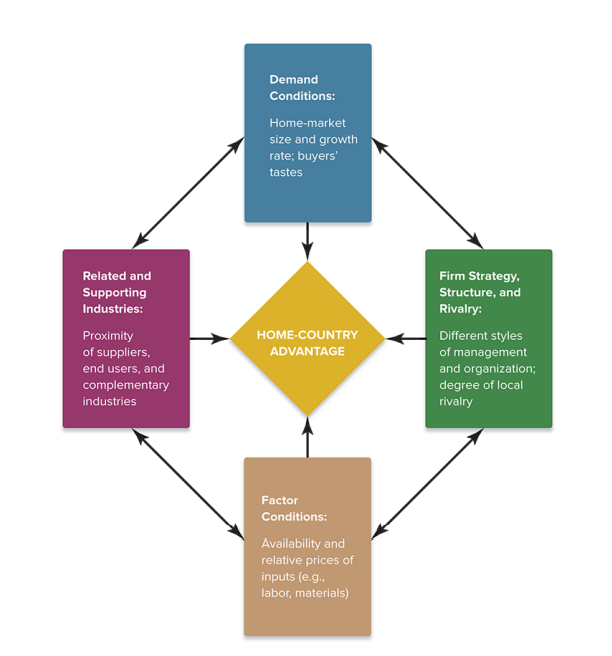 Demand
Conditions:
Home-market
size and growth
rate; buyers’
tastes
Related and
Supporting
Industries:
Proximity
of suppliers,
end users, and
complementary
industries
HOME-COUNTRY
ADVANTAGE
Firm Strategy,
Structure, and
Rivalry:
Different styles
of management
and organization;
degree of local
rivalry
Factor
Conditions:
Availability and
relative prices of
inputs (e.g.,
labor, materials)